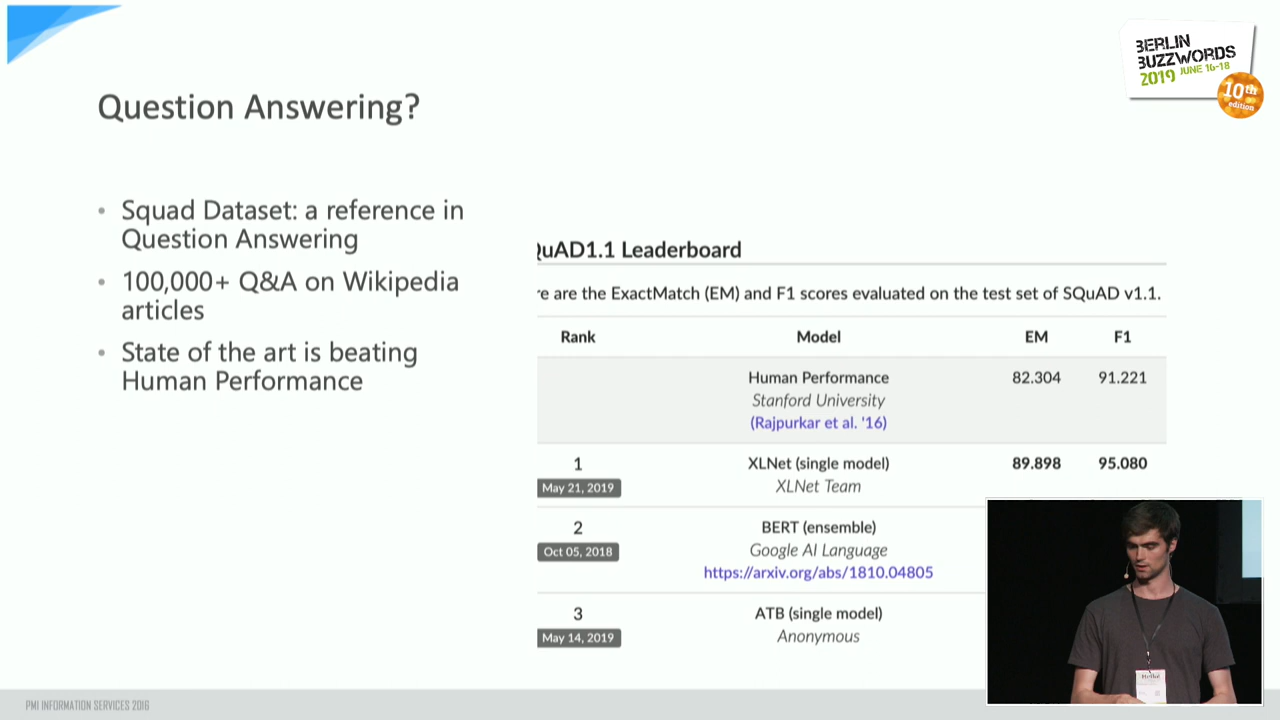 BERLIN
BUZZWORDS
2019 JUNE 16-18
10th
edition
Question Answering?
• Squad Dataset: a reference in
Question Answering
• 100,000+ Q&A on Wikipedia
articles
• State of the art is beating
Human Performance
QuAD1.1 Leaderboard
re are the ExactMatch (EM) and F1 scores evaluated on the test set of SQuAD v1.1.
Rank Model EM F1
Human Performance 82.304 91.221
Stanford University
(Rajpurkar et al. '16)
1 XLNet (single model) 89.898 95.080
May 21, 2019 XLNet Team
2 BERT (ensemble)
Oct 05, 2018 Google AI Language
https://arxiv.org/abs/1810.04805
3 ATB (single model)
May 14, 2019 Anonymous
PMI INFORMATION SERVICES 2016